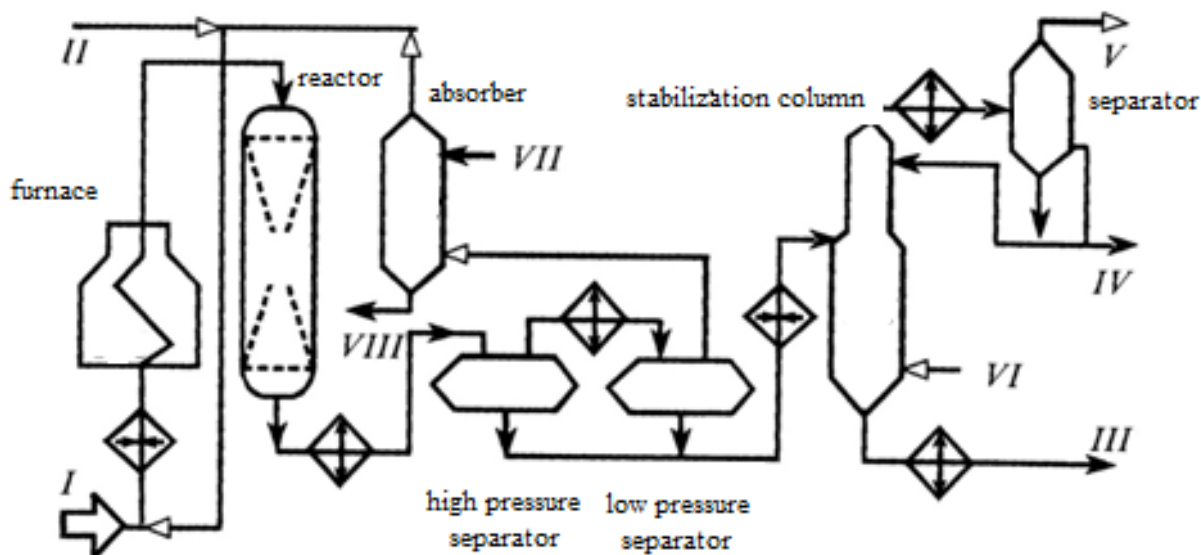 II
reactor
absorber
stabilization column
V
separator
VII
furnace
IV
VIII
VI
I
III
high pressure
separator
low pressure
separator